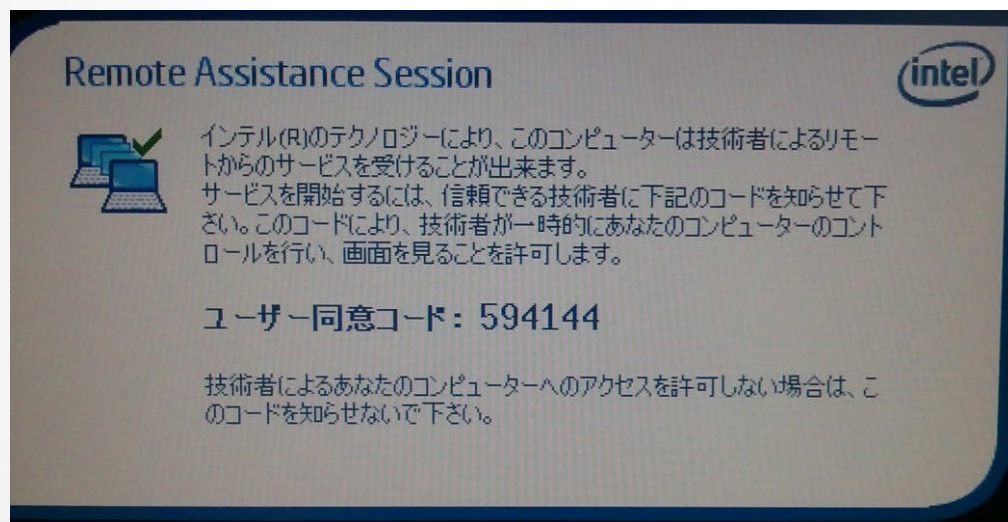 Remote Assistance Session
intel
インテル(R)のテクノロジーにより、このコンピューターは技術者によるリモー
トからのサービスを受けることが出来ます。
サービスを開始するには、信頼できる技術者に下記のコードを知らせて下
さい。このコードにより、技術者が一時的にあなたのコンピューターのコント
ロールを行い、画面を見ることを許可します。
ユーザー同意コード: 594144
技術者によるあなたのコンピューターへのアクセスを許可しない場合は、こ
のコードを知らせないで下さい。